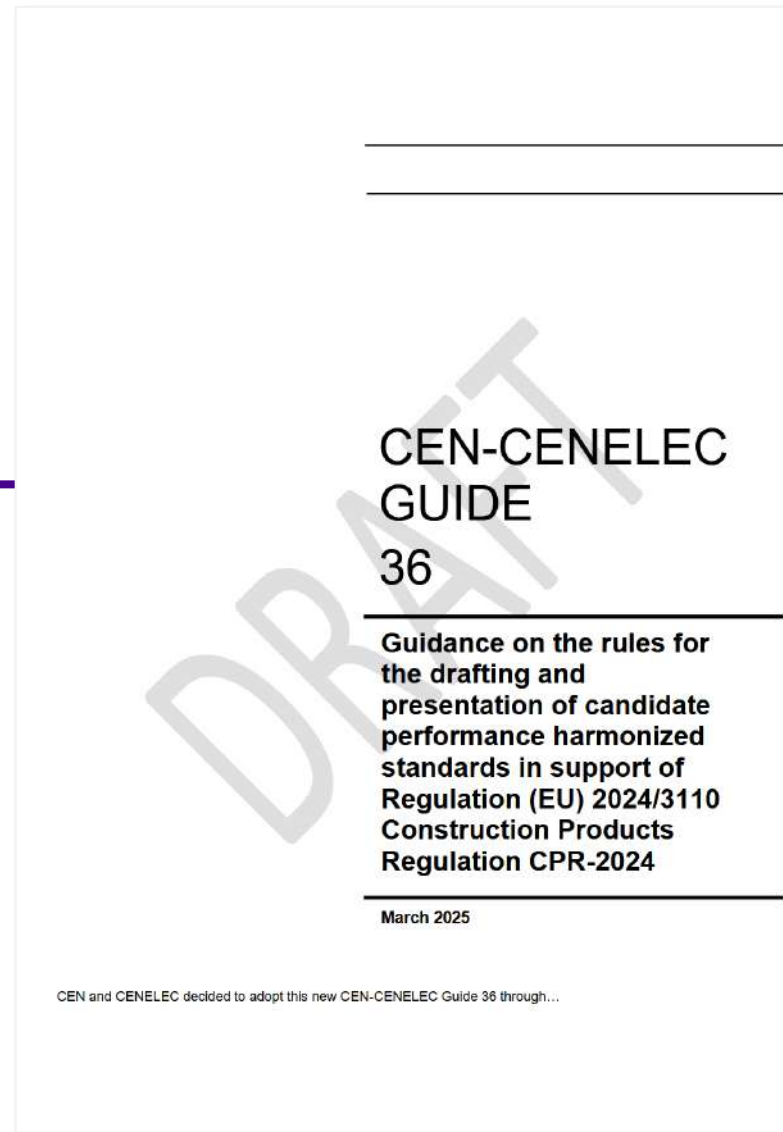 CEN-CENELEC
GUIDE
36
DRAFT
Guidance on the rules for
the drafting and
presentation of candidate
performance harmonized
standards in support of
Regulation (EU) 2024/3110
Construction Products
Regulation CPR-2024
March 2025
CEN and CENELEC decided to adopt this new CEN-CENELEC Guide 36 through…